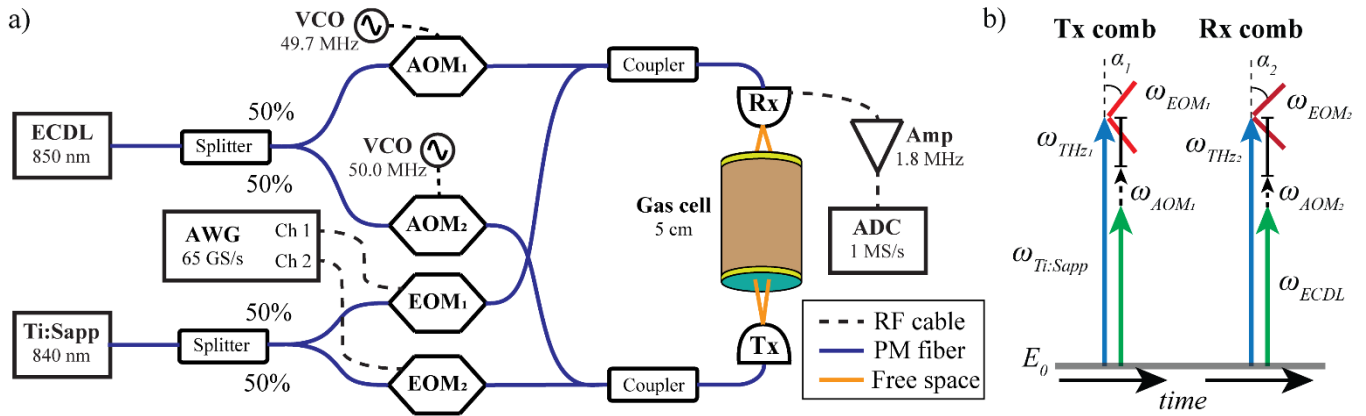 a)
VCO
49.7 MHz
AOM1
Coupler
50%
ECDL
850 nm
Splitter
VCO
50.0 MHz
50%
AOM2
AWG
65 GS/s
Ch 1
Ch 2
50%
EOM1
Ti:Sapp
840 nm
Splitter
50%
EOM2
Coupler
Rx
Amp
1.8 MHz
Gas cell
5 cm
ADC
1 MS/s
Tx
RF cable
PM fiber
Free space
b)
Tx comb
Rx comb
α1
α2
ωEOM1
ωEOM2
ωTHz1
ωTHz2
ωAOM1
ωAOM2
ωTi:Sapp
ωECDL
E0
time